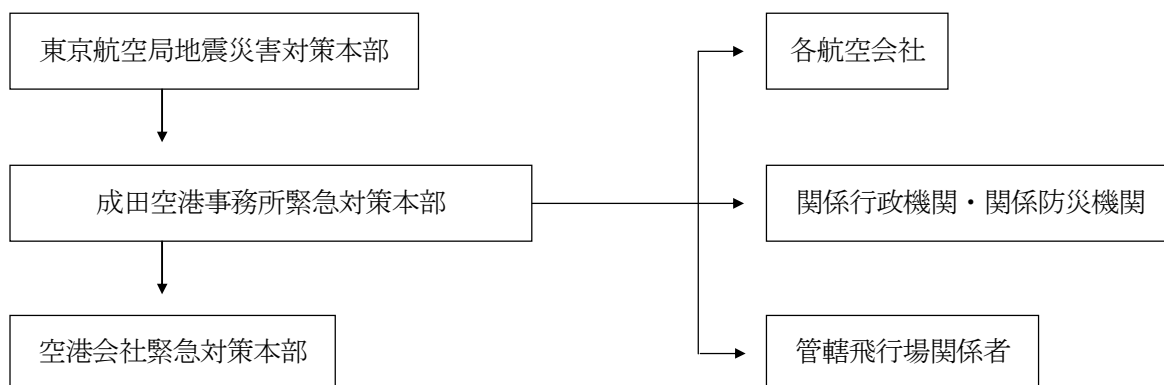 東京航空局地震災害対策本部
各航空会社
成田空港事務所緊急対策本部
関係行政機関・関係防災機関
空港会社緊急対策本部
管轄飛行場関係者